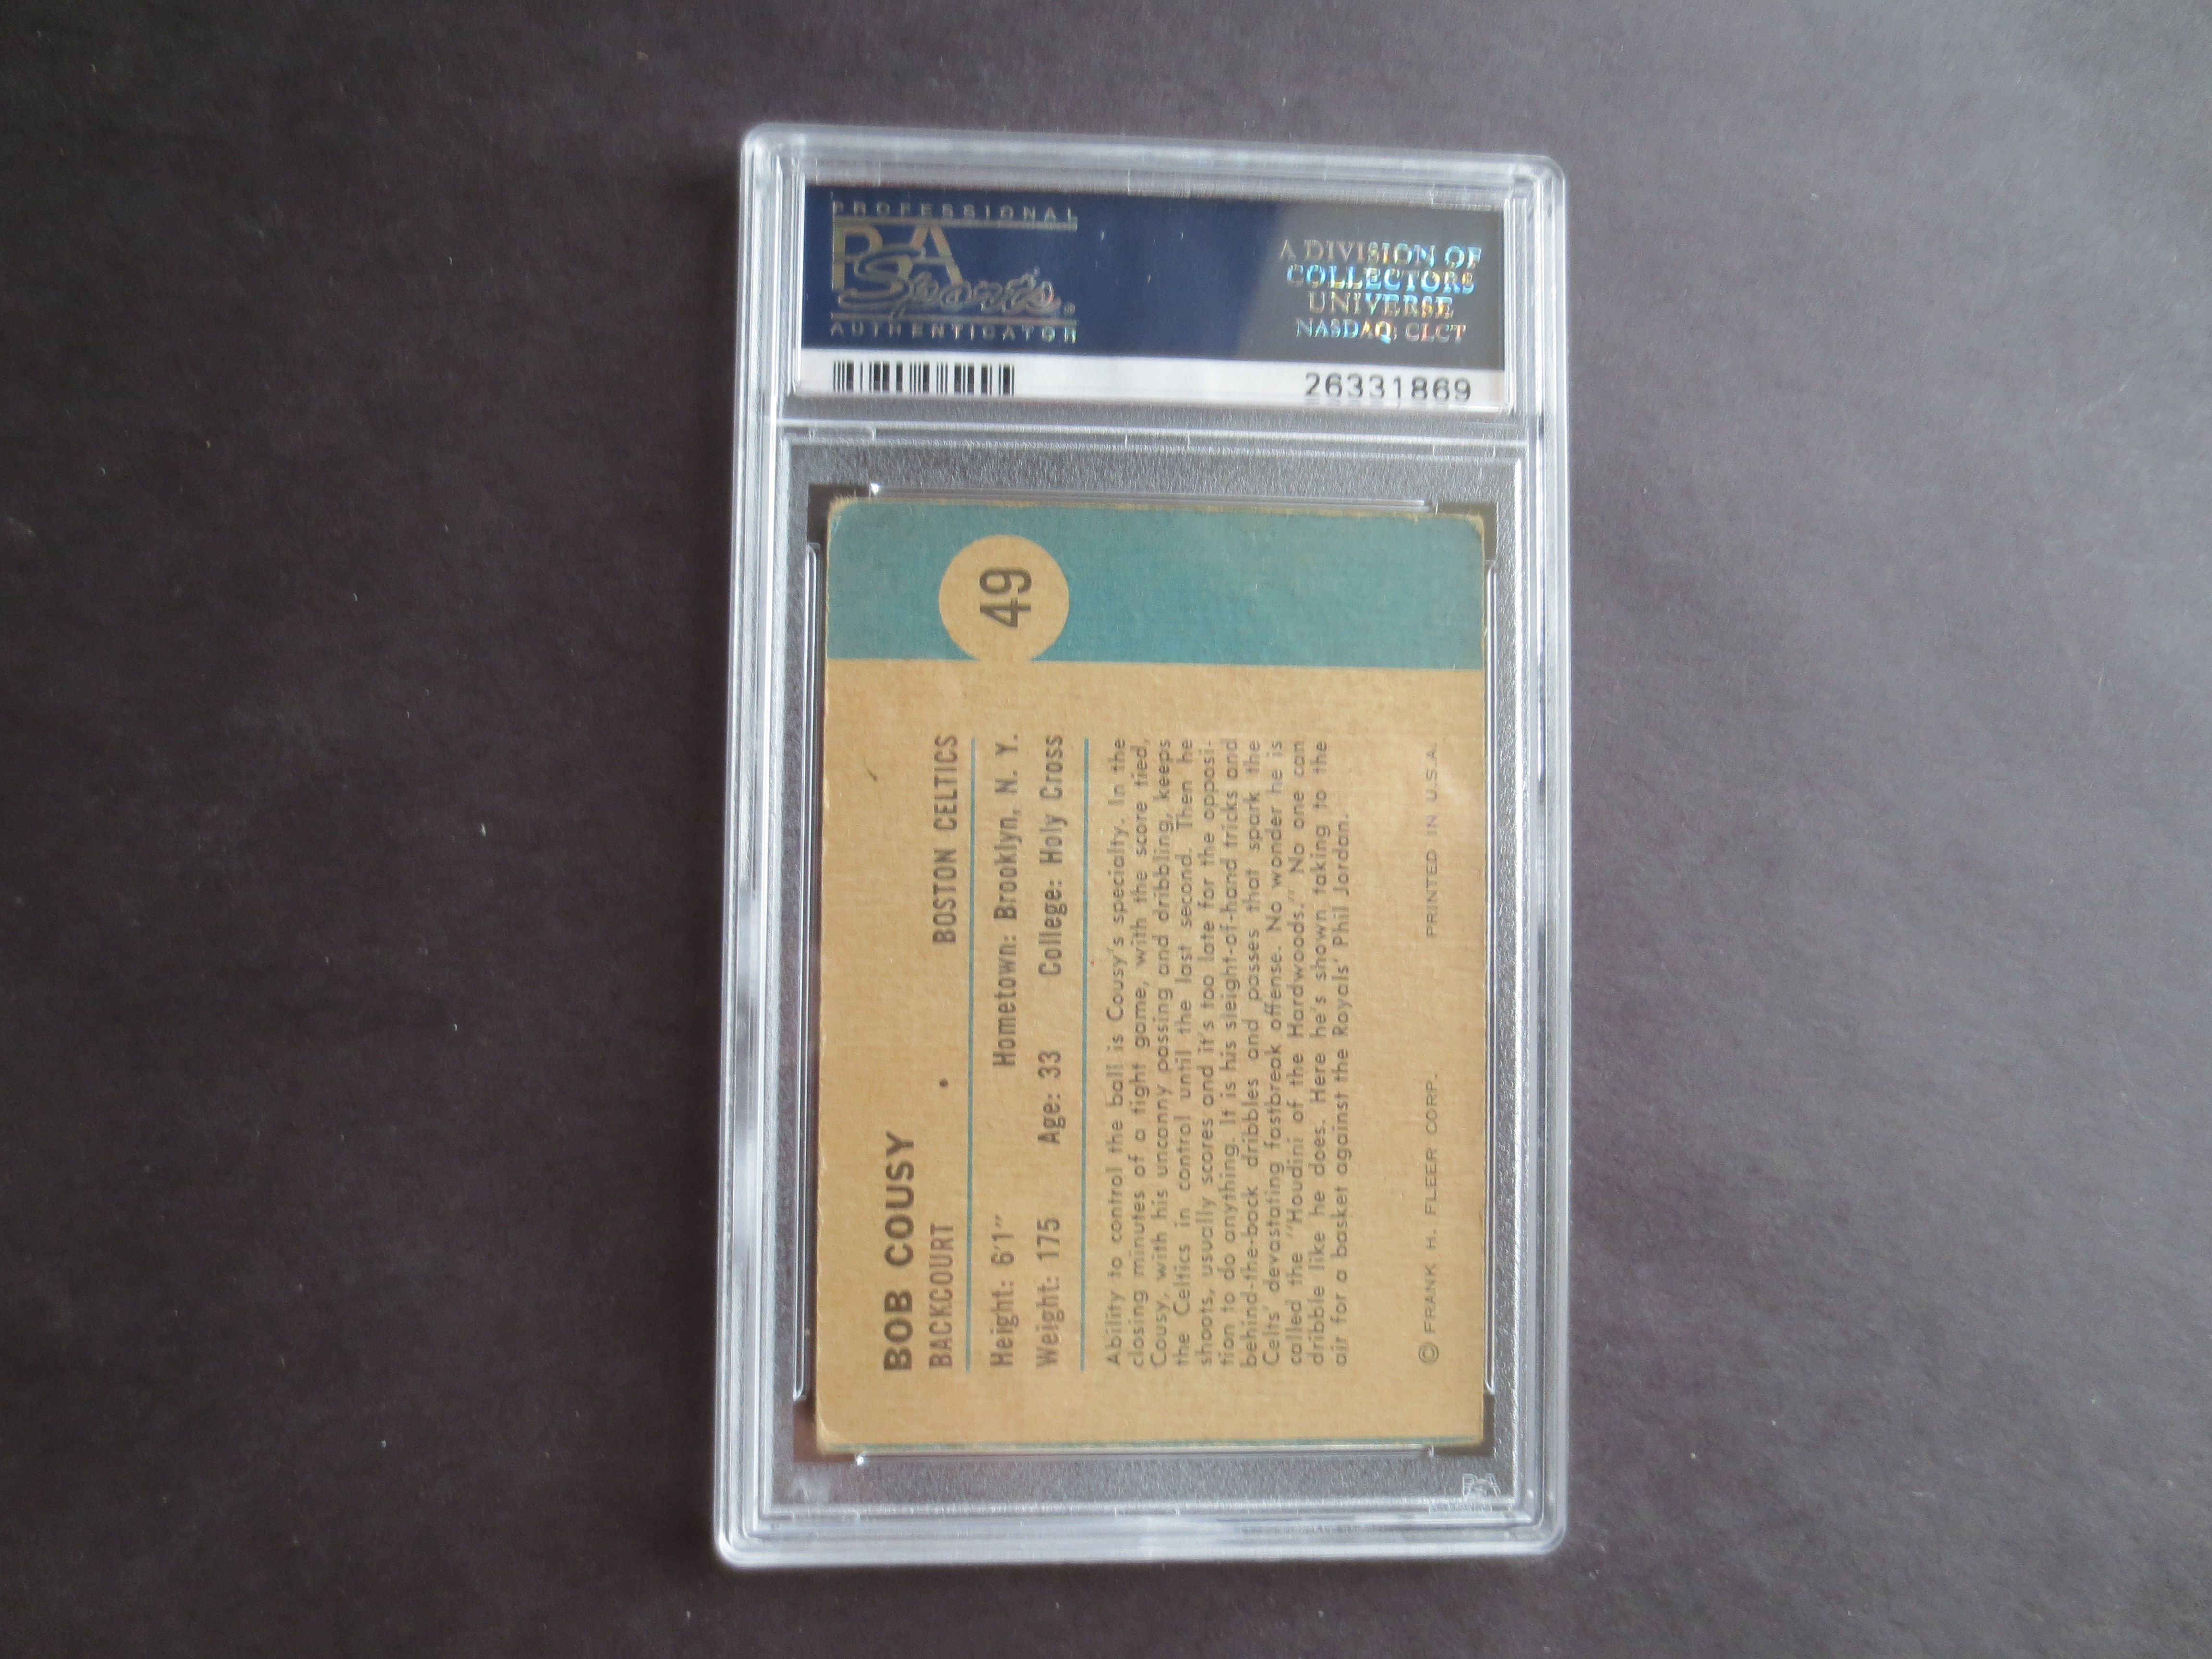 PROFESSIONAL
PSA
Sports
AUTHENTICATOR
A DIVISION OF
COLLECTORS
UNIVERSE
NASDAQ: CLCT
26331869
49
BOB COUSY
BACKCOURT • BOSTON CELTICS
Height: 6'1" Hometown: Brooklyn, N. Y.
Weight: 175 Age: 33 College: Holy Cross
Ability to control the ball is Cousy's specialty. In the
closing minutes of a tight game, with the score tied,
Cousy, with his uncanny passing and dribbling, keeps
the Celtics in control until the last second. Then he
shoots, usually scores and it's too late for the opposi-
tion to do anything. It is his sleight-of-hand tricks and
behind-the-back dribbles and passes that spark the
Celts' devastating fastbreak offense. No wonder he is
called the "Houdini of the Hardwoods." No one can
dribble like he does. Here he's shown taking to the
air for a basket against the Royals' Phil Jordan.
© FRANK H. FLEER CORP. PRINTED IN U.S.A.
PSA